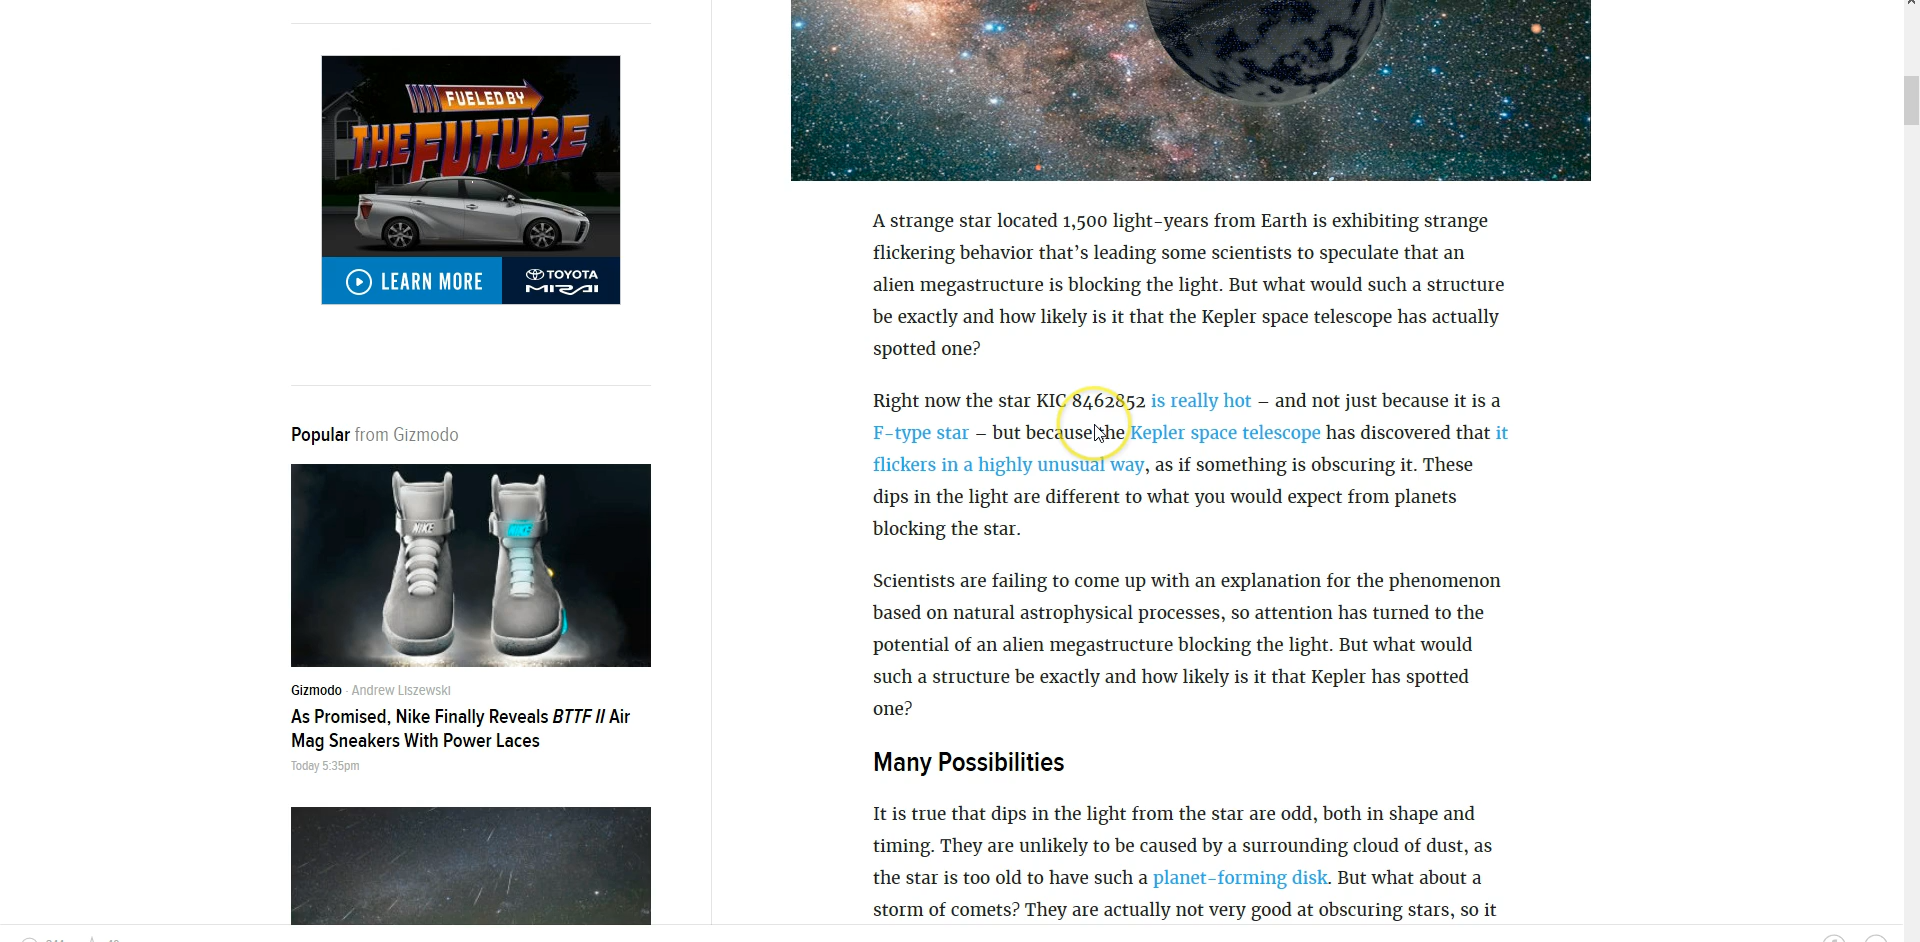 FUELED BY
THE FUTURE
LEARN MORE
TOYOTA
MIRAI
Popular from Gizmodo
NIKE
NIKE
Gizmodo · Andrew Liszewski
As Promised, Nike Finally Reveals BTTF II Air
Mag Sneakers With Power Laces
Today 5:35pm
A strange star located 1,500 light-years from Earth is exhibiting strange
flickering behavior that’s leading some scientists to speculate that an
alien megastructure is blocking the light. But what would such a structure
be exactly and how likely is it that the Kepler space telescope has actually
spotted one?
Right now the star KIC 8462852 is really hot – and not just because it is a
F-type star – but because the Kepler space telescope has discovered that it
flickers in a highly unusual way, as if something is obscuring it. These
dips in the light are different to what you would expect from planets
blocking the star.
Scientists are failing to come up with an explanation for the phenomenon
based on natural astrophysical processes, so attention has turned to the
potential of an alien megastructure blocking the light. But what would
such a structure be exactly and how likely is it that Kepler has spotted
one?
Many Possibilities
It is true that dips in the light from the star are odd, both in shape and
timing. They are unlikely to be caused by a surrounding cloud of dust, as
the star is too old to have such a planet-forming disk. But what about a
storm of comets? They are actually not very good at obscuring stars, so it